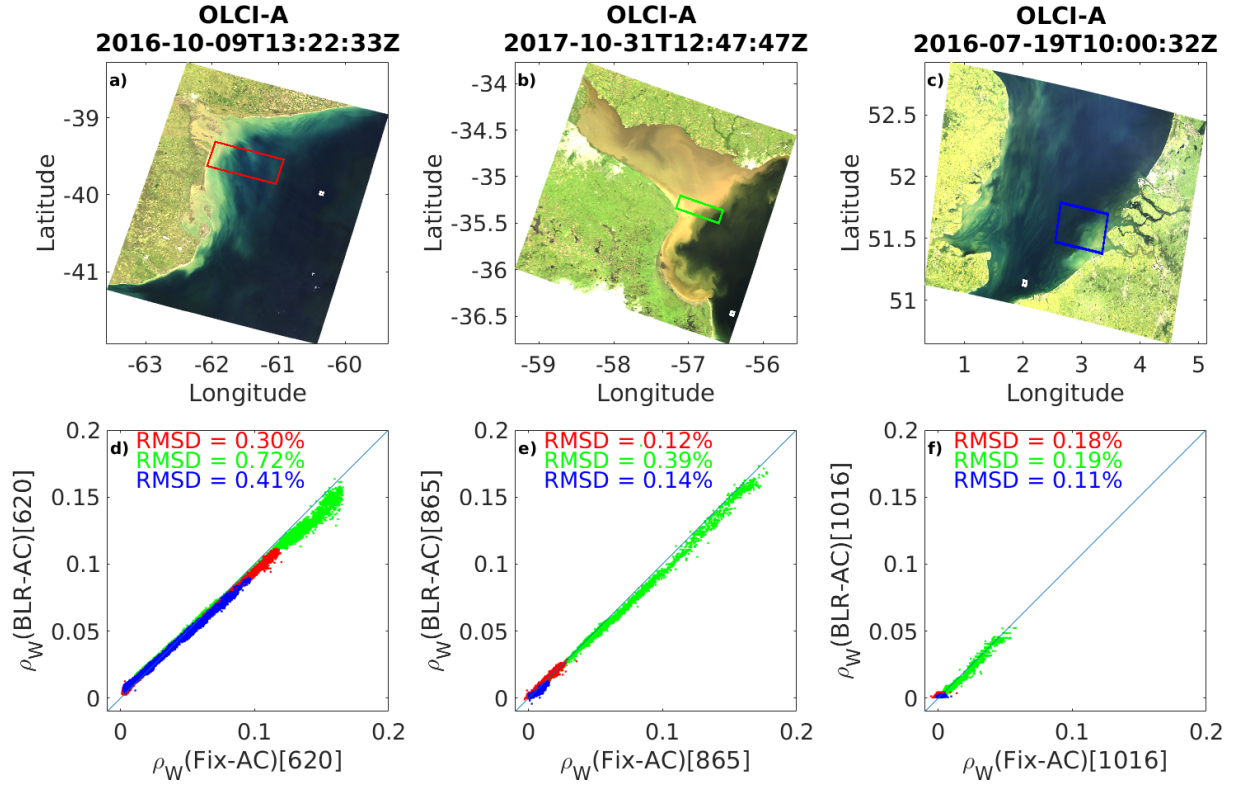 OLCI-A
2016-10-09T13:22:33Z
OLCI-A
2017-10-31T12:47:47Z
OLCI-A
2016-07-19T10:00:32Z
a)
Latitude
-39
-40
-41
-63
-62
-61
-60
Longitude
b)
Latitude
-34
-34.5
-35
-35.5
-36
-36.5
-59
-58
-57
-56
Longitude
c)
Latitude
52.5
52
51.5
51
1
2
3
4
5
Longitude
d)
RMSD = 0.30%
RMSD = 0.72%
RMSD = 0.41%
ρW(BLR-AC)[620]
0.2
0.15
0.1
0.05
0
0
0.1
0.2
ρW(Fix-AC)[620]
e)
RMSD = 0.12%
RMSD = 0.39%
RMSD = 0.14%
ρW(BLR-AC)[865]
0.2
0.15
0.1
0.05
0
0
0.1
0.2
ρW(Fix-AC)[865]
f)
RMSD = 0.18%
RMSD = 0.19%
RMSD = 0.11%
ρW(BLR-AC)[1016]
0.2
0.15
0.1
0.05
0
0
0.1
0.2
ρW(Fix-AC)[1016]